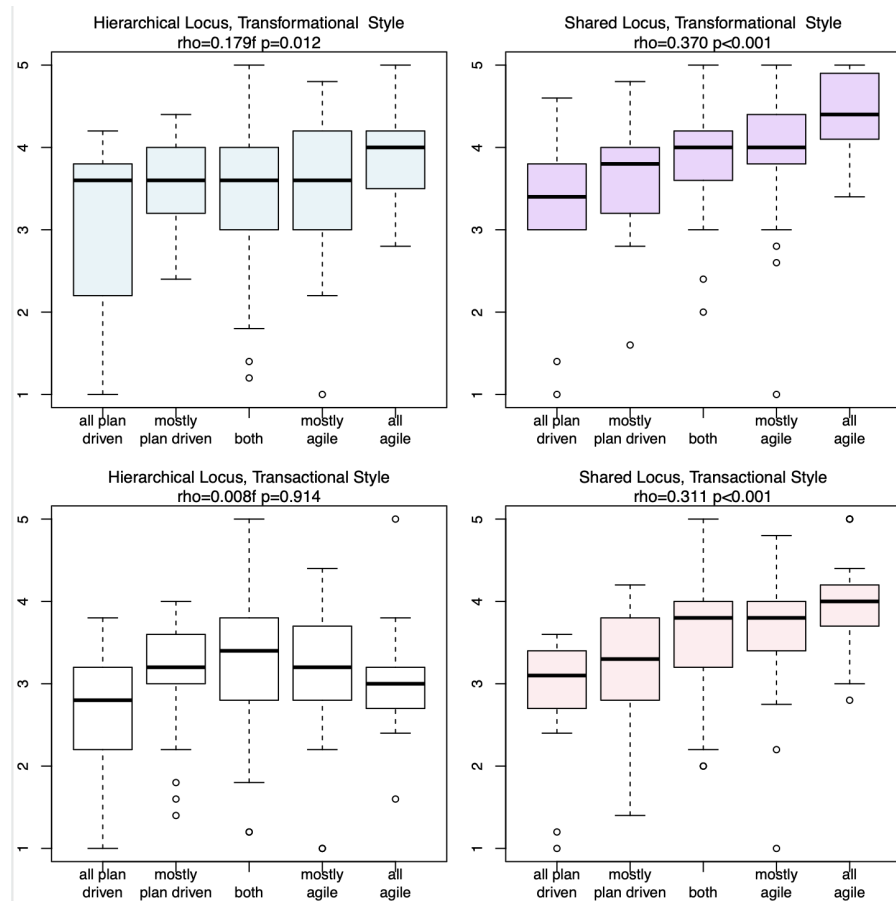 Hierarchical Locus, Transformational Style
rho=0.179f p=0.012
5
4
3
2
1
all plan driven
mostly plan driven
both
mostly agile
all agile
Shared Locus, Transformational Style
rho=0.370 p<0.001
5
4
3
2
1
all plan driven
mostly plan driven
both
mostly agile
all agile
Hierarchical Locus, Transactional Style
rho=0.008f p=0.914
5
4
3
2
1
all plan driven
mostly plan driven
both
mostly agile
all agile
Shared Locus, Transactional Style
rho=0.311 p<0.001
5
4
3
2
1
all plan driven
mostly plan driven
both
mostly agile
all agile